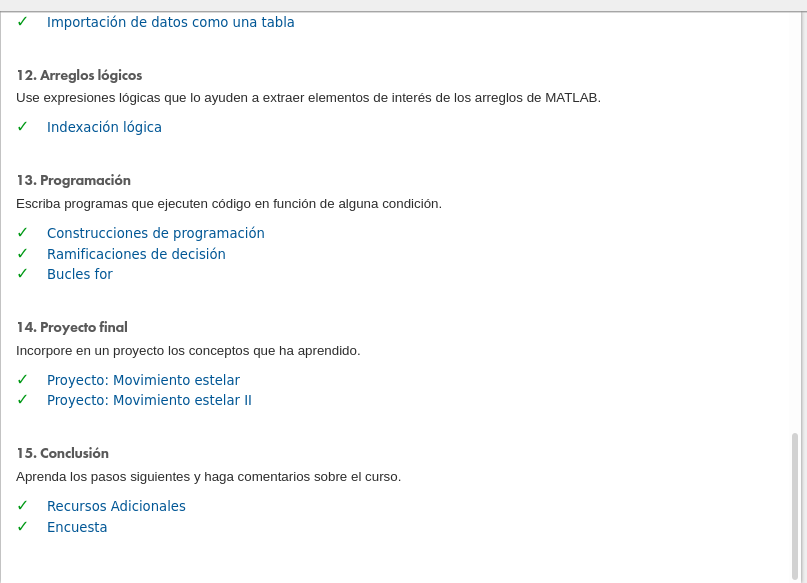 ✓ Importación de datos como una tabla
12. Arreglos lógicos
Use expresiones lógicas que lo ayuden a extraer elementos de interés de los arreglos de MATLAB.
✓ Indexación lógica
13. Programación
Escriba programas que ejecuten código en función de alguna condición.
✓ Construcciones de programación
✓ Ramificaciones de decisión
✓ Bucles for
14. Proyecto final
Incorpore en un proyecto los conceptos que ha aprendido.
✓ Proyecto: Movimiento estelar
✓ Proyecto: Movimiento estelar II
15. Conclusión
Aprenda los pasos siguientes y haga comentarios sobre el curso.
✓ Recursos Adicionales
✓ Encuesta